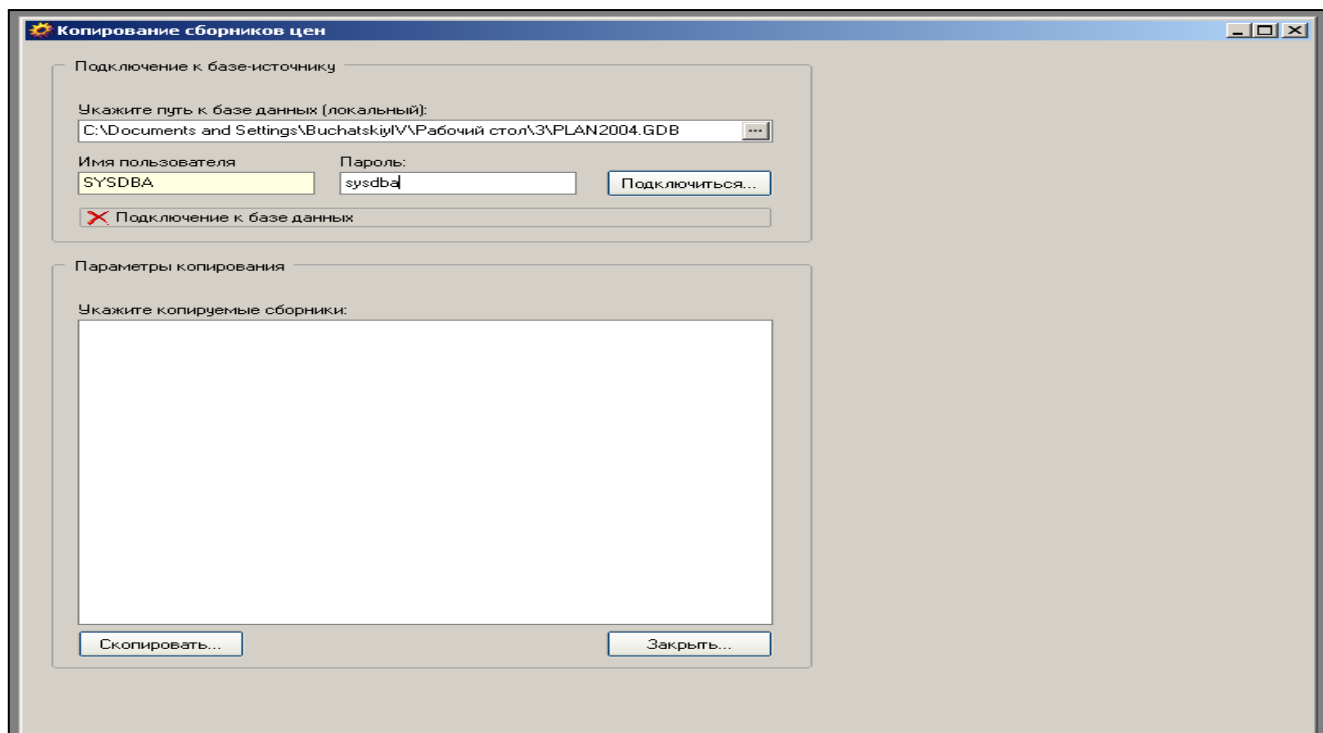 Копирование сборников цен
Подключение к базе-источнику
Укажите путь к базе данных (локальный):
C:\Documents and Settings\BuchatskiyIV\Рабочий стол\3\PLAN2004.GDB ...
Имя пользователя Пароль:
SYSDBA sysdba Подключиться...
Подключение к базе данных
Параметры копирования
Укажите копируемые сборники:
Скопировать... Закрыть...